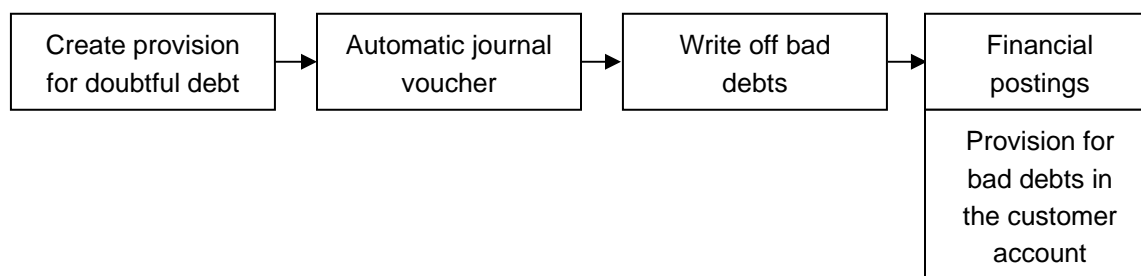 Create provision
for doubtful debt
Automatic journal
voucher
Write off bad
debts
Financial
postings
Provision for
bad debts in
the customer
account